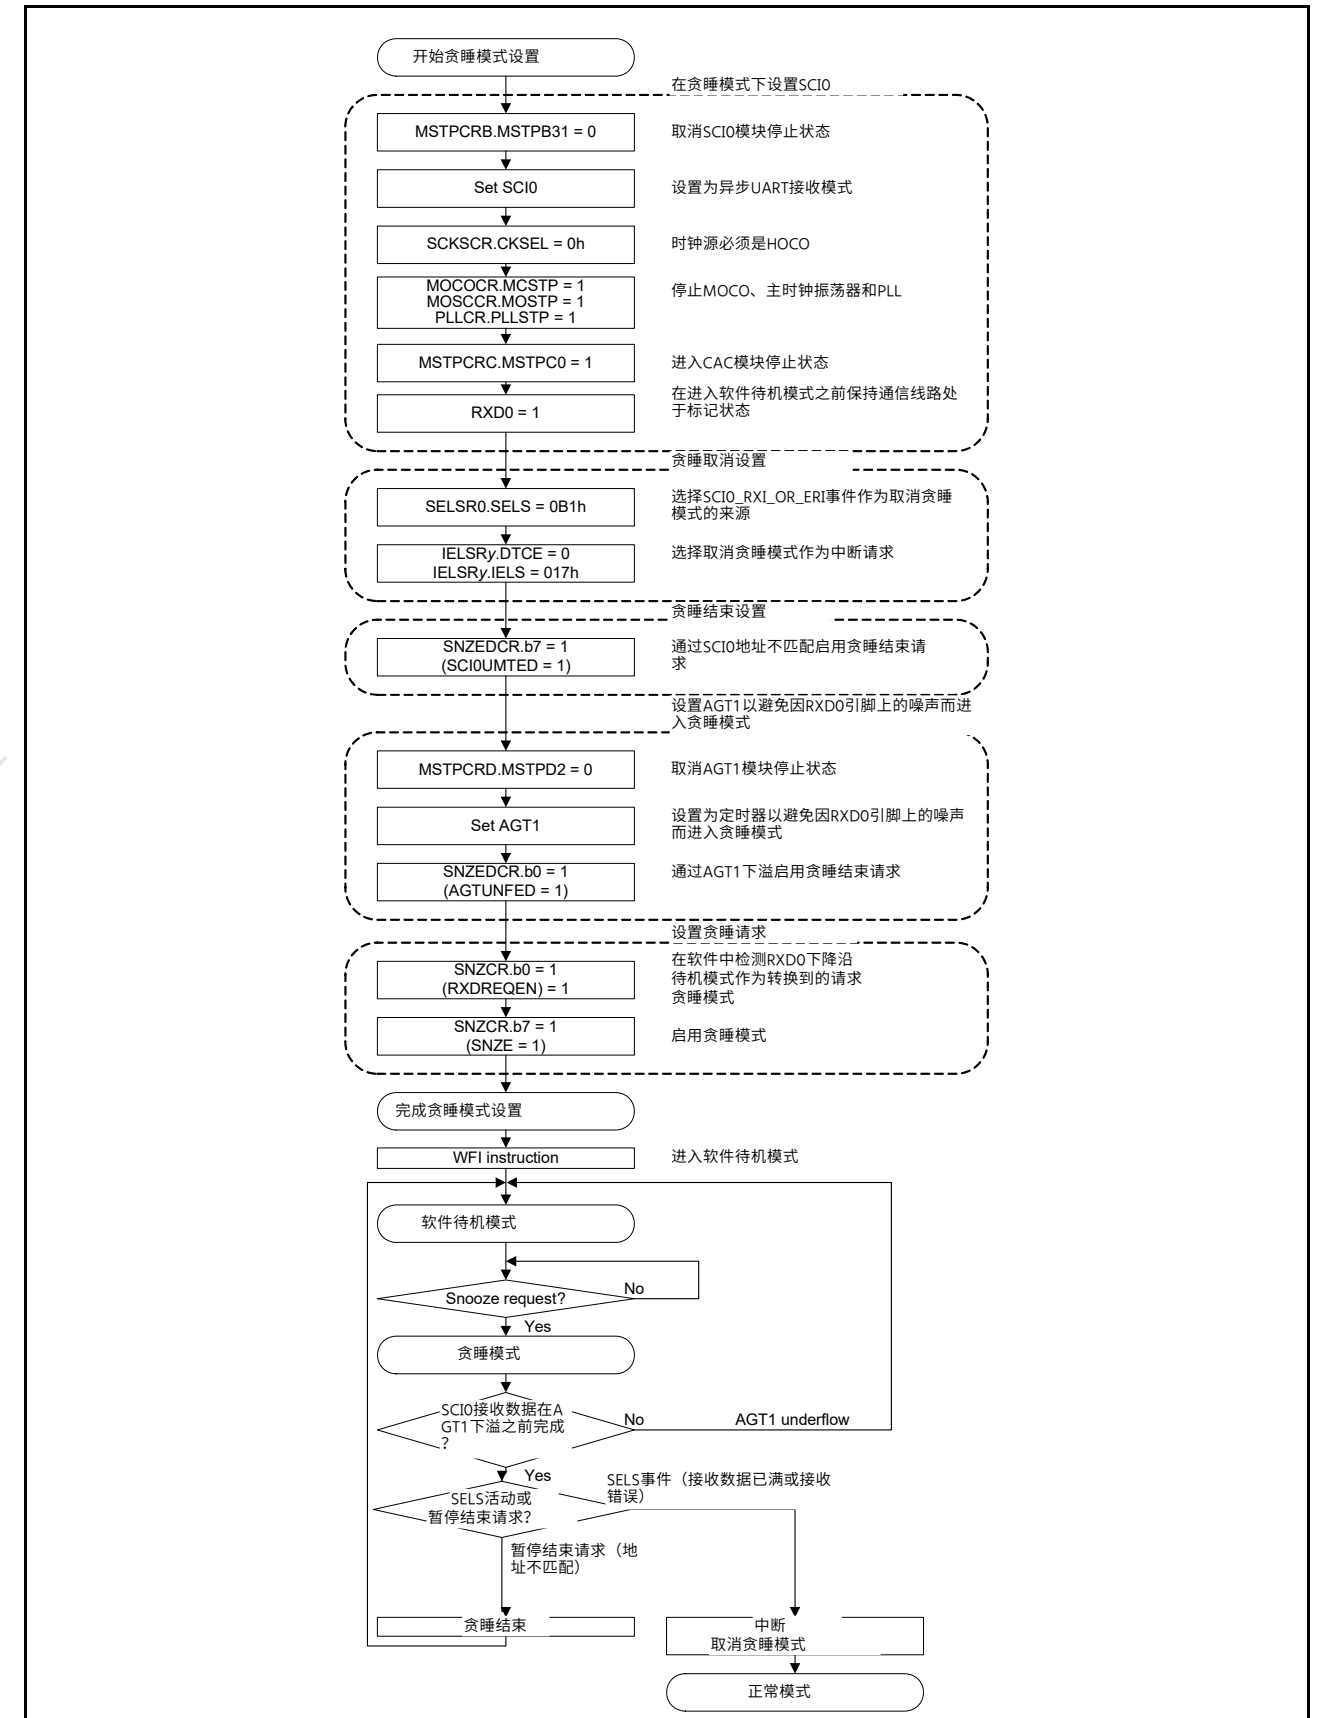 开始贪睡模式设置
在贪睡模式下设置SCI0
MSTPCRB.MSTPB31 = 0
取消SCI0模块停止状态
Set SCI0
设置为异步UART接收模式
SCKSCR.CKSEL = 0h
时钟源必须是HOCO
MOCOCR.MCSTP = 1
MOSCCR.MOSTP = 1
PLLCR.PLLSTP = 1
停止MOCO、主时钟振荡器和PLL
MSTPCRC.MSTPC0 = 1
进入CAC模块停止状态
RXD0 = 1
在进入软件待机模式之前保持通信线路处
于标记状态
贪睡取消设置
SELSR0.SELS = 0B1h
选择SCI0_RXI_OR_ERI事件作为取消贪睡
模式的来源
IELSRy.DTCE = 0
IELSRy.IELS = 017h
选择取消贪睡模式作为中断请求
贪睡结束设置
SNZEDCR.b7 = 1
(SCI0UMTED = 1)
通过SCI0地址不匹配启用贪睡结束请
求
设置AGT1以避免因RXD0引脚上的噪声而进
入贪睡模式
MSTPCRD.MSTPD2 = 0
取消AGT1模块停止状态
Set AGT1
设置为定时器以避免因RXD0引脚上的噪声
而进入贪睡模式
SNZEDCR.b0 = 1
(AGTUNFED = 1)
通过AGT1下溢启用贪睡结束请求
设置贪睡请求
SNZCR.b0 = 1
(RXDREQEN) = 1
在软件中检测RXD0下降沿
待机模式作为转换到的请求
贪睡模式
SNZCR.b7 = 1
(SNZE = 1)
启用贪睡模式
完成贪睡模式设置
WFI instruction
进入软件待机模式
软件待机模式
Snooze request?
No
Yes
贪睡模式
SCI0接收数据在A
GT1下溢之前完成
?
No
AGT1 underflow
Yes
SELS活动或
暂停结束请求?
SELS事件（接收数据已满或接收
错误）
暂停结束请求（地
址不匹配）
贪睡结束
中断
取消贪睡模式
正常模式